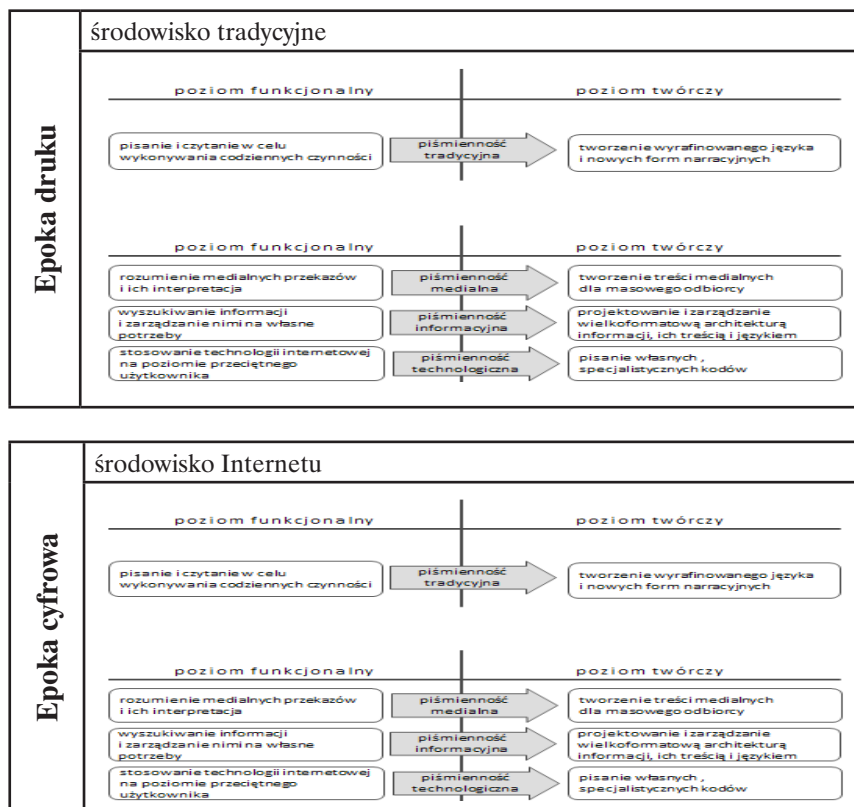 Epoka druku
środowisko tradycyjne
poziom funkcjonalny
poziom twórczy
pisanie i czytanie w celu
wykonywania codziennych czynności
piśmienność
tradycyjna
tworzenie wyrafinowanego języka
i nowych form narracyjnych
poziom funkcjonalny
poziom twórczy
rozumienie medialnych przekazów
i ich interpretacja
piśmienność
medialna
tworzenie treści medialnych
dla masowego odbiorcy
wyszukiwanie informacji
i zarządzanie nimi na własne
potrzeby
piśmienność
informacyjna
projektowanie i zarządzanie
wielkoformatową architekturą
informacji, ich treścią i językiem
stosowanie technologii internetowej
na poziomie przeciętnego
użytkownika
piśmienność
technologiczna
pisanie własnych ,
specjalistycznych kodów
Epoka cyfrowa
środowisko Internetu
poziom funkcjonalny
poziom twórczy
pisanie i czytanie w celu
wykonywania codziennych czynności
piśmienność
tradycyjna
tworzenie wyrafinowanego języka
i nowych form narracyjnych
poziom funkcjonalny
poziom twórczy
rozumienie medialnych przekazów
i ich interpretacja
piśmienność
medialna
tworzenie treści medialnych
dla masowego odbiorcy
wyszukiwanie informacji
i zarządzanie nimi na własne
potrzeby
piśmienność
informacyjna
projektowanie i zarządzanie
wielkoformatową architekturą
informacji, ich treścią i językiem
stosowanie technologii internetowej
na poziomie przeciętnego
użytkownika
piśmienność
technologiczna
pisanie własnych ,
specjalistycznych kodów